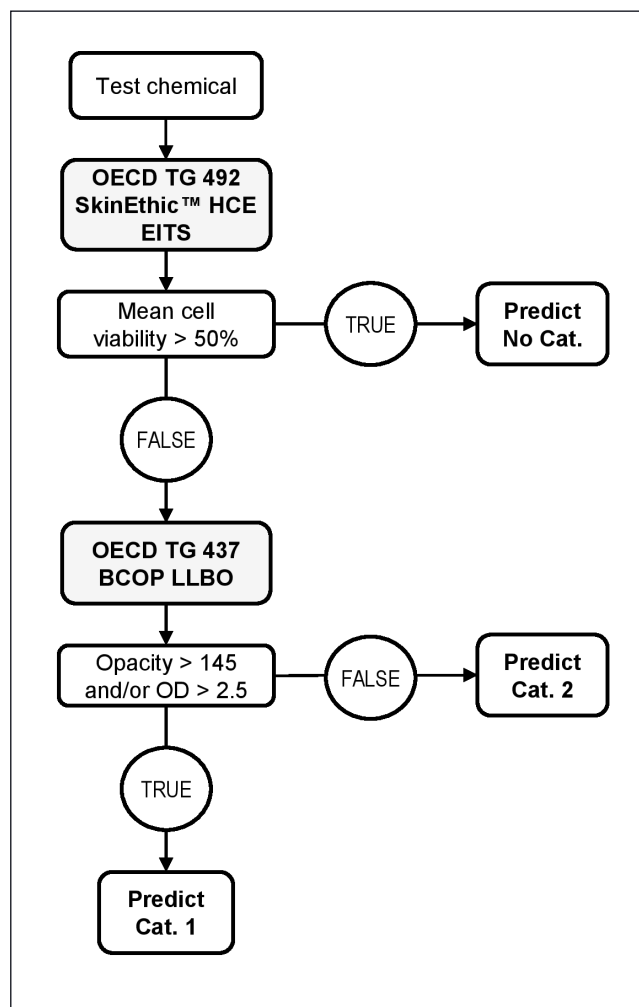 Test chemical
OECD TG 492
SkinEthic™ HCE
EITS
Mean cell
viability > 50%
TRUE
Predict
No Cat.
FALSE
OECD TG 437
BCOP LLBO
Opacity > 145
and/or OD > 2.5
FALSE
Predict
Cat. 2
TRUE
Predict
Cat. 1